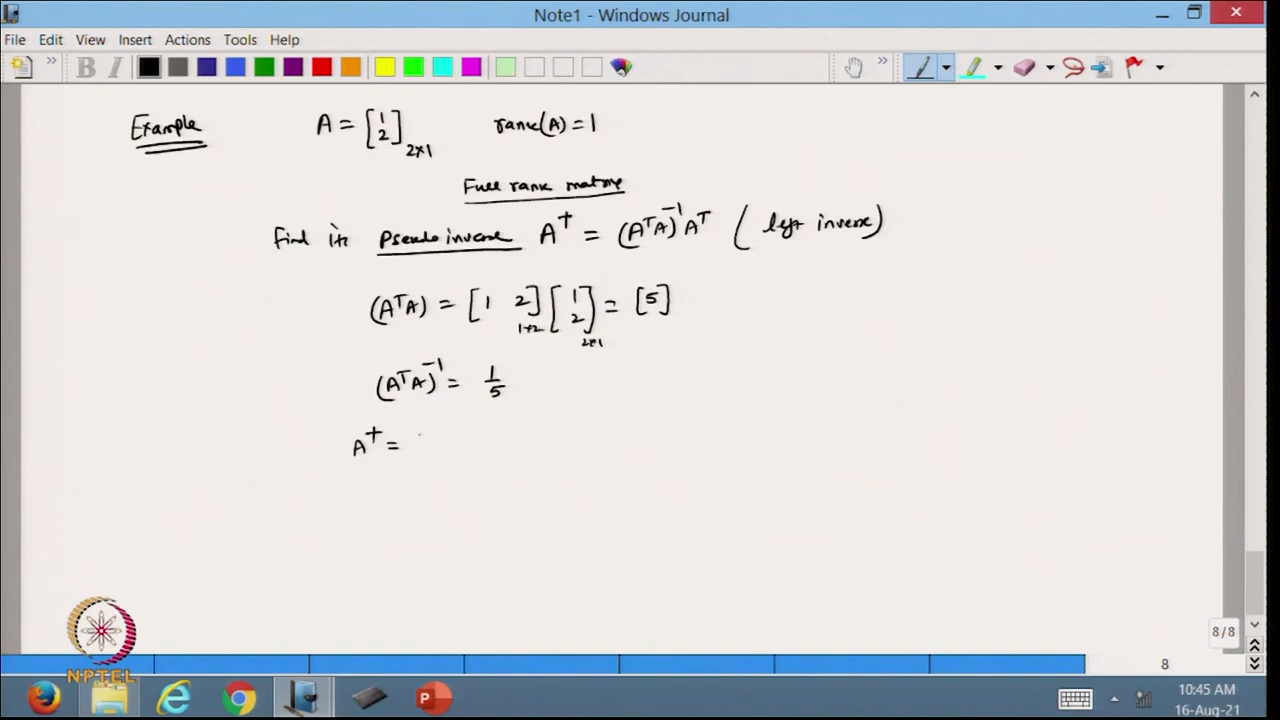 Note1 - Windows Journal
File Edit View Insert Actions Tools Help
Example A = [1 2]2×1 rank(A) = 1
Full rank matrix
Find its Pseudo inverse A† = (AᵀA)⁻¹Aᵀ (left inverse)
(AᵀA) = [1 2]1×2 [1 2]2×1 = [5]
(AᵀA)⁻¹ = 1/5
A† =
8/8
8
NPTEL
10:45 AM
16-Aug-21